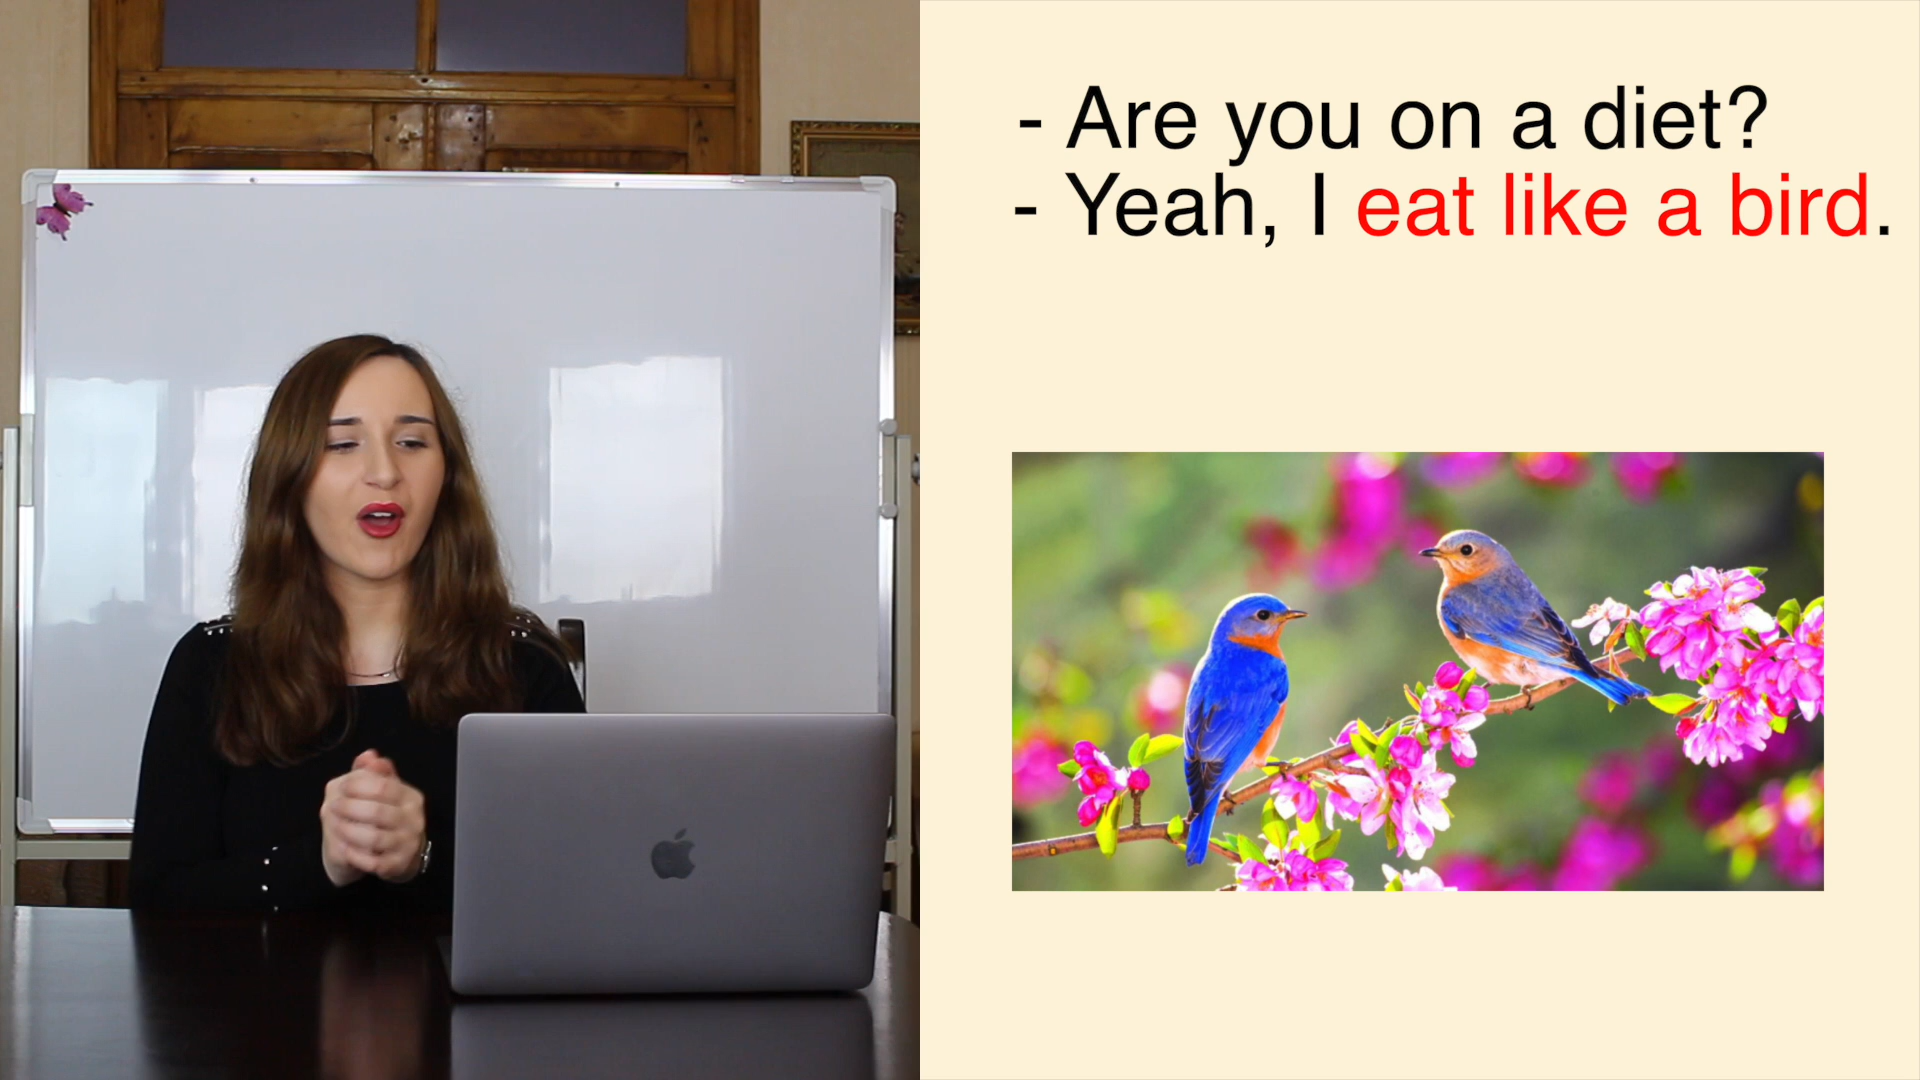 - Are you on a diet?
- Yeah, I eat like a bird.